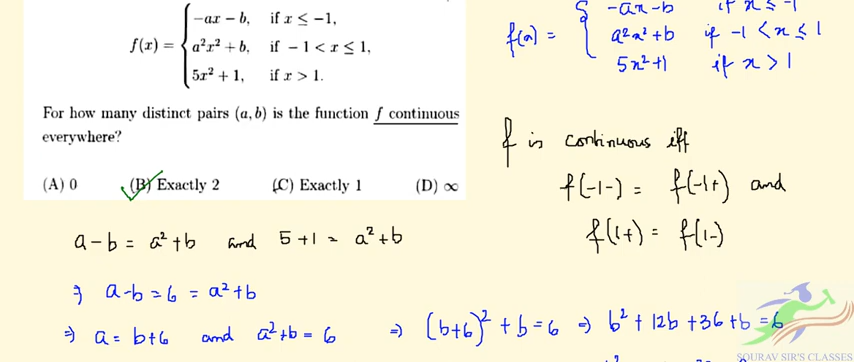 f(x) = { -ax - b, if x ≤ -1,
a²x² + b, if -1 < x ≤ 1,
5x² + 1, if x > 1.
For how many distinct pairs (a, b) is the function f continuous
everywhere?
(A) 0 (B) Exactly 2 (C) Exactly 1 (D) ∞
f(x) = { -ax-b if x ≤ -1
a²x²+b if -1 < x ≤ 1
5x²+1 if x > 1
f is continuous iff
f(-1-) = f(-1+) and
f(1+) = f(1-)
a-b = a²+b and 5+1 = a²+b
⇒ a-b = 6 = a²+b
⇒ a = b+6 and a²+b = 6 ⇒ (b+6)² + b = 6 ⇒ b² + 12b + 36 + b = 6
SOURAV SIR'S CLASSES